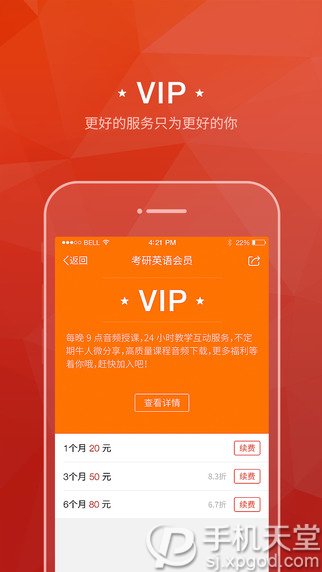 ★ VIP ★
更好的服务只为更好的你
●●●○○ BELL 4:21 PM 22%
返回 考研英语会员
★ VIP ★
每晚 9 点音频授课,24 小时教学互动服务,不定
期牛人微分享,高质量课程音频下载,更多福利等
着你哦,赶快加入吧!
查看详情
1个月 20 元 续费
3个月 50 元 8.3折 续费
6个月 80 元 6.7折 续费
手机天堂
sj.xpgod.com